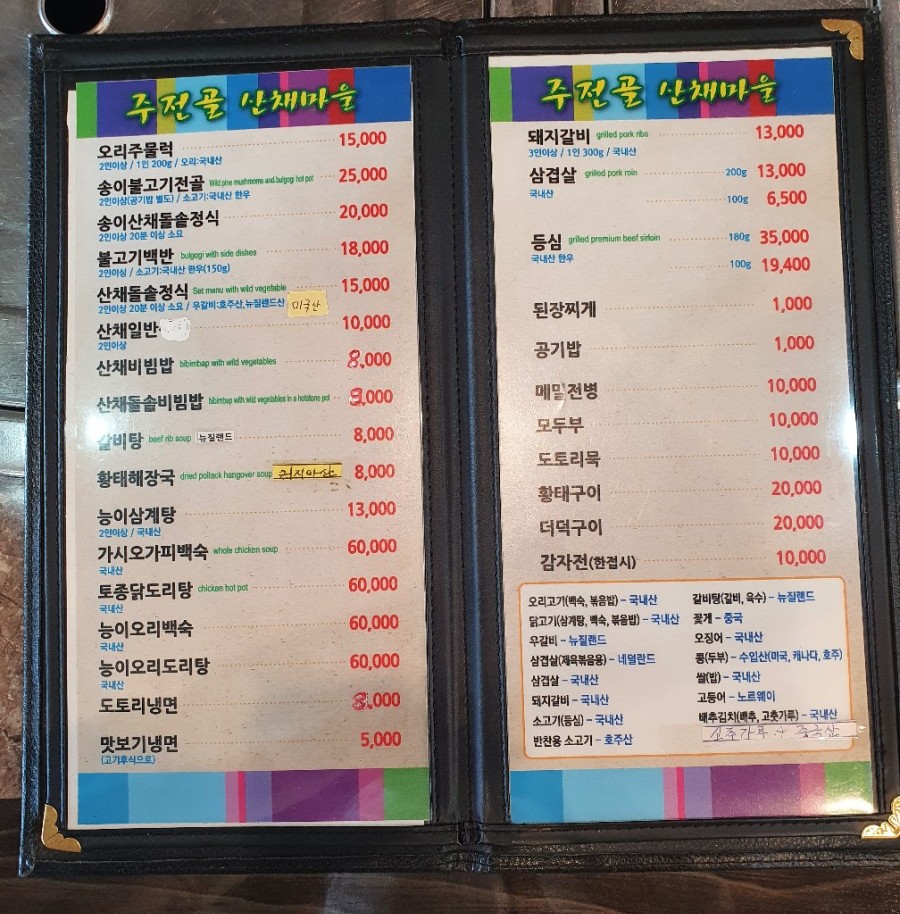 주전골 산채마을
오리주물럭 15,000
2인이상 / 1인 200g / 오리:국내산
송이불고기전골 Wild pine mushrooms and bulgogi hot pot 25,000
2인이상(공기밥 별도) / 소고기:국내산 한우
송이산채돌솥정식 20,000
2인이상 20분 이상 소요
불고기백반 bulgogi with side dishes 18,000
2인이상 / 소고기:국내산 한우(150g)
산채돌솥정식 Set menu with wild vegetable 15,000
2인이상 20분 이상 소요 / 우갈비:호주산,뉴질랜드산 미국산
산채일반 10,000
2인이상
산채비빔밥 bibimbap with wild vegetables 8,000
산채돌솥비빔밥 bibimbap with wild vegetables in a hotstone pot 8,000
갈비탕 beef rib soup 뉴질랜드 8,000
황태해장국 dried pollack hangover soup 러시아산 8,000
능이삼계탕 13,000
2인이상 / 국내산
가시오가피백숙 whole chicken soup 60,000
국내산
토종닭도리탕 chicken hot pot 60,000
국내산
능이오리백숙 60,000
국내산
능이오리도리탕 60,000
국내산
도토리냉면 8,000
맛보기냉면 5,000
(고기후식으로)
주전골 산채마을
돼지갈비 grilled pork ribs 13,000
3인이상 / 1인 300g / 국내산
삼겹살 grilled pork roin 200g 13,000
국내산 100g 6,500
등심 grilled premium beef sirloin 180g 35,000
국내산 한우 100g 19,400
된장찌게 1,000
공기밥 1,000
메밀전병 10,000
모두부 10,000
도토리묵 10,000
황태구이 20,000
더덕구이 20,000
감자전(한접시) 10,000
오리고기(백숙, 볶음밥) – 국내산
닭고기(삼계탕, 백숙, 볶음밥) – 국내산
우갈비 – 뉴질랜드
삼겹살(제육볶음용) – 네덜란드
삼겹살 – 국내산
돼지갈비 – 국내산
소고기(등심) – 국내산
반찬용 소고기 – 호주산
갈비탕(갈비, 육수) – 뉴질랜드
꽃게 – 중국
오징어 – 국내산
콩(두부) – 수입산(미국, 캐나다, 호주)
쌀(밥) – 국내산
고등어 – 노르웨이
배추김치(배추, 고춧가루) – 국내산
고추가루 중국산